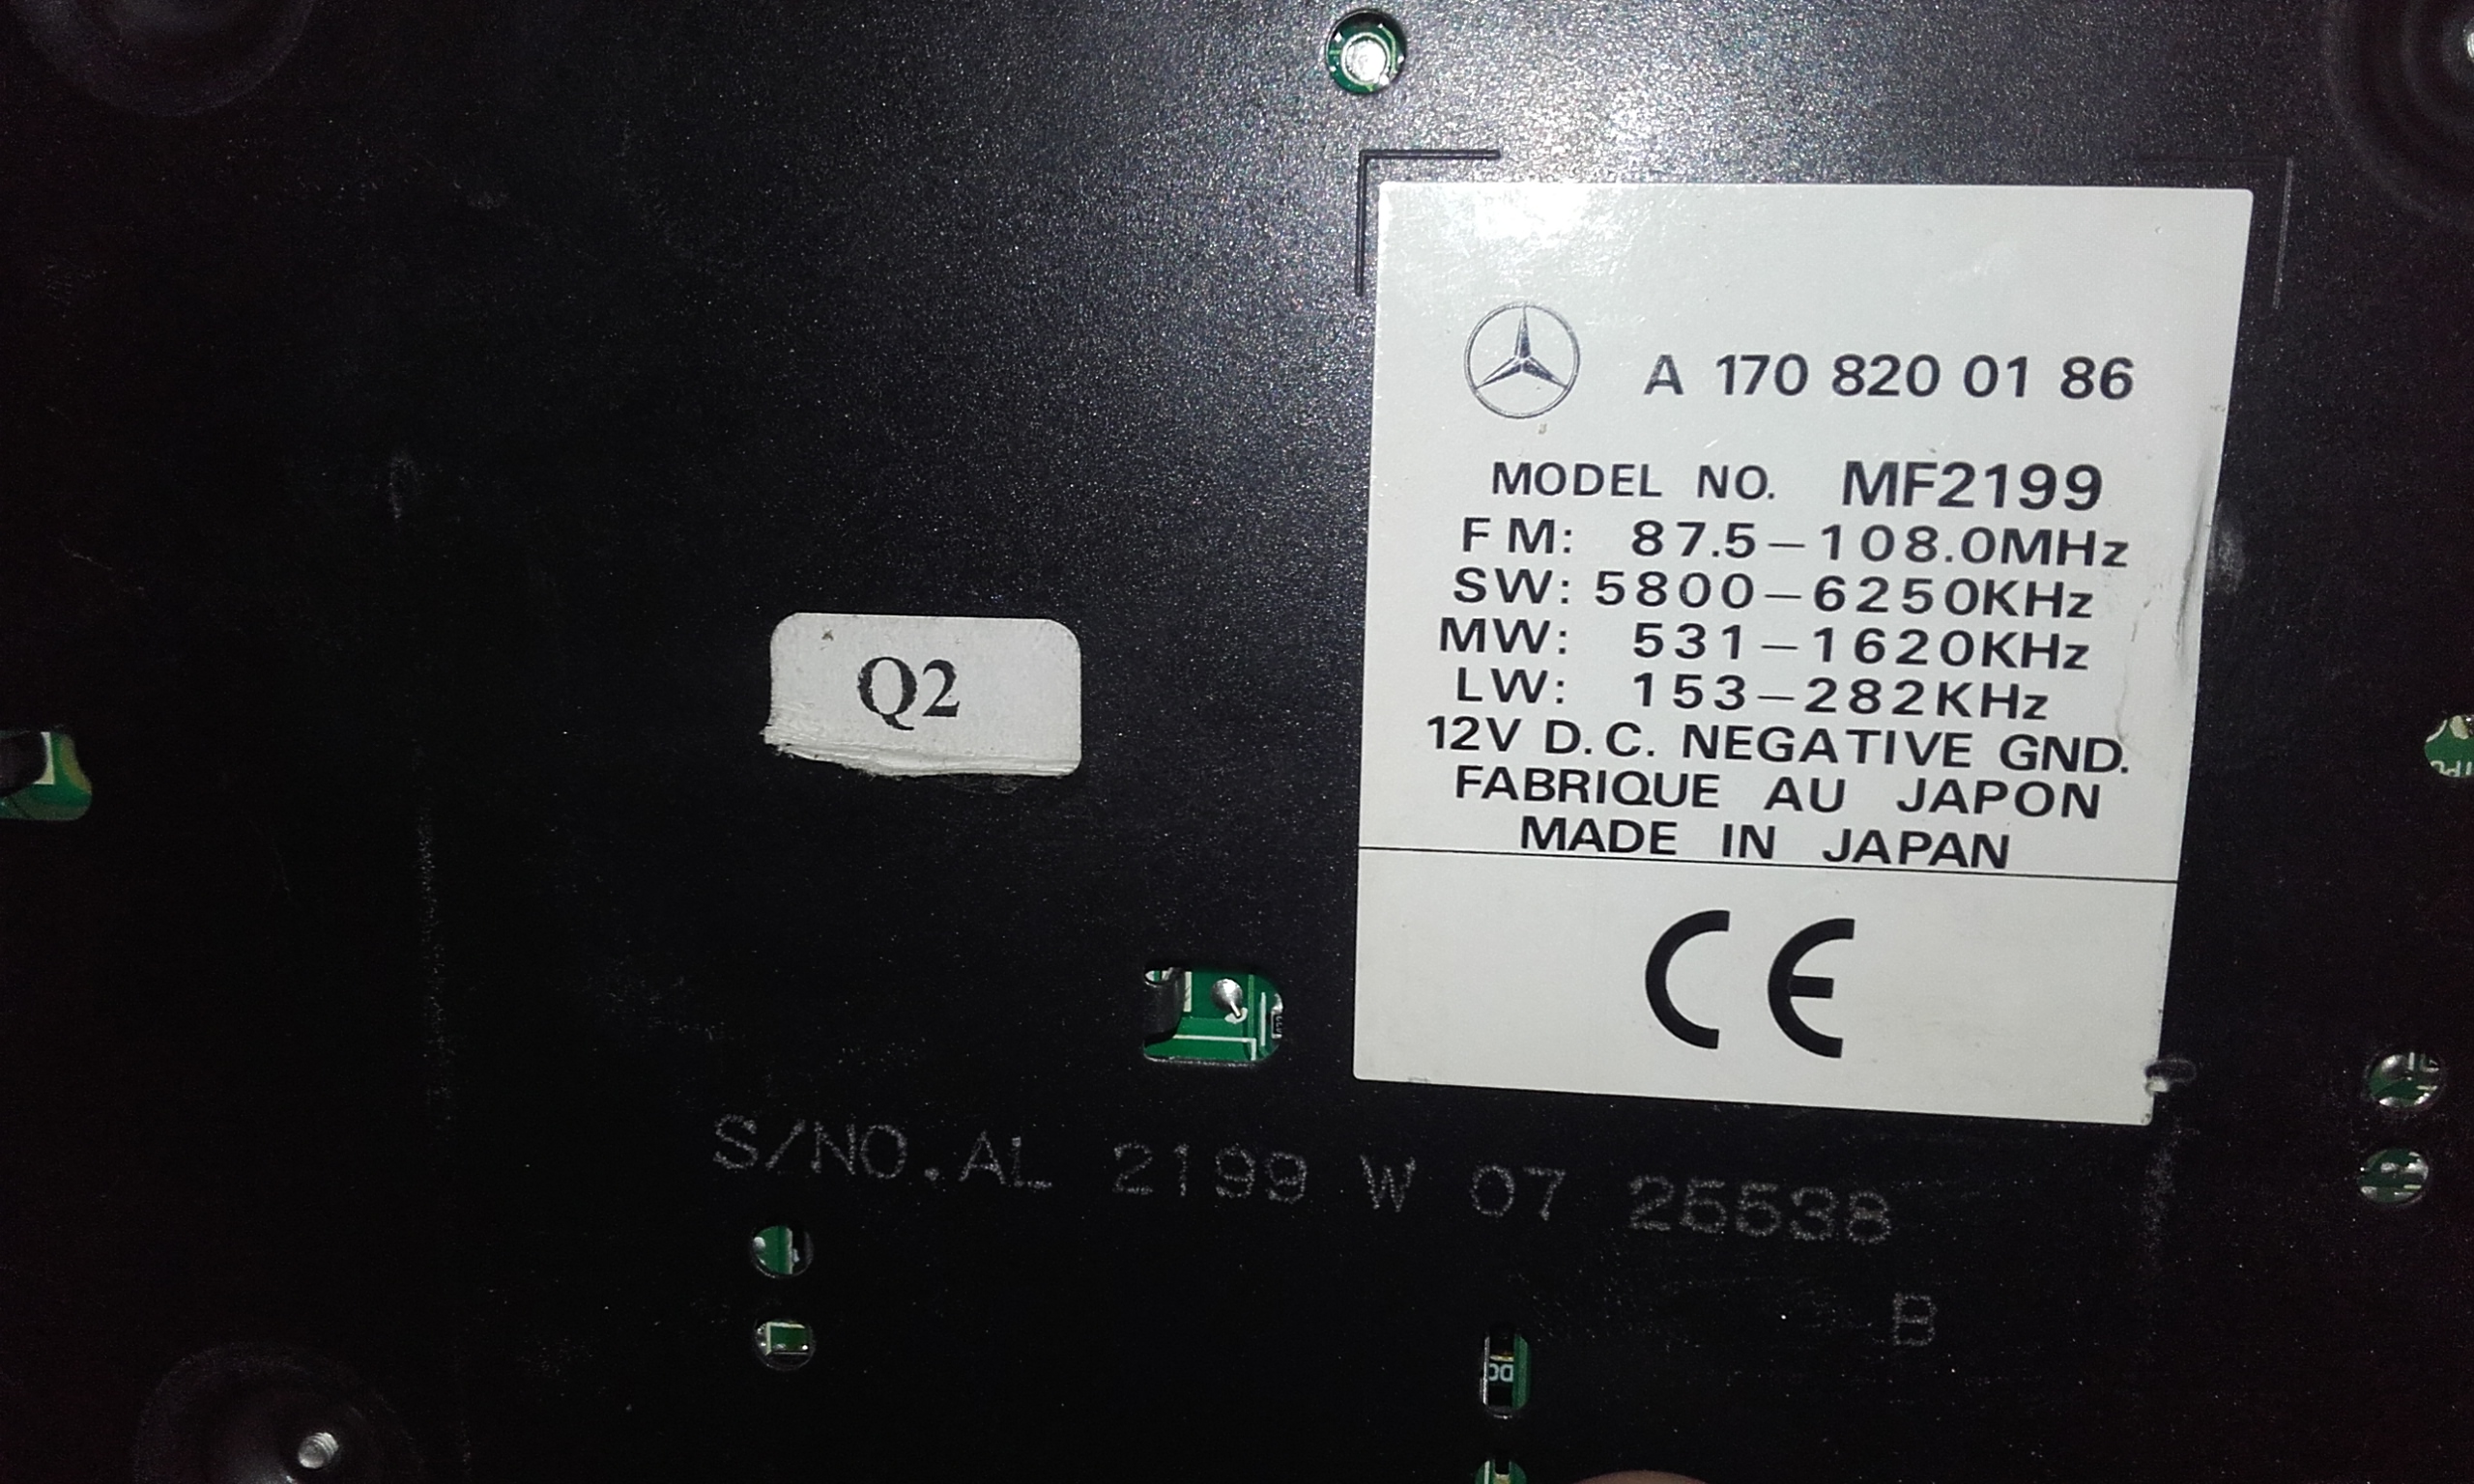 A 170 820 01 86
MODEL NO. MF2199
FM: 87.5–108.0MHz
SW: 5800–6250KHz
MW: 531–1620KHz
LW: 153–282KHz
12V D.C. NEGATIVE GND.
FABRIQUE AU JAPON
MADE IN JAPAN
CE
Q2
S/NO.AL 2199 W 07 25538
B